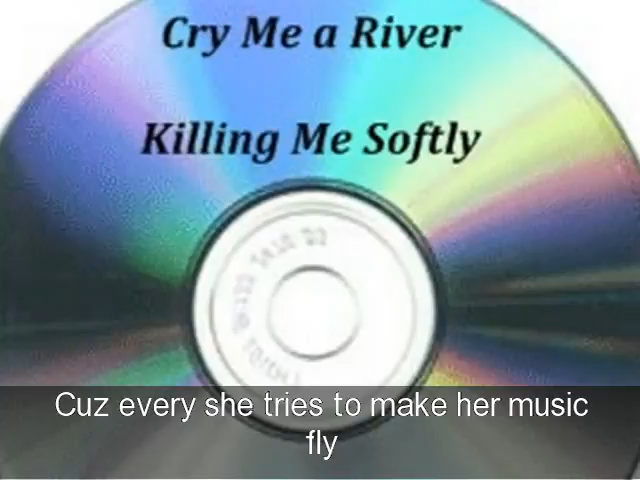 Cry Me a River
Killing Me Softly
Cuz every she tries to make her music
fly